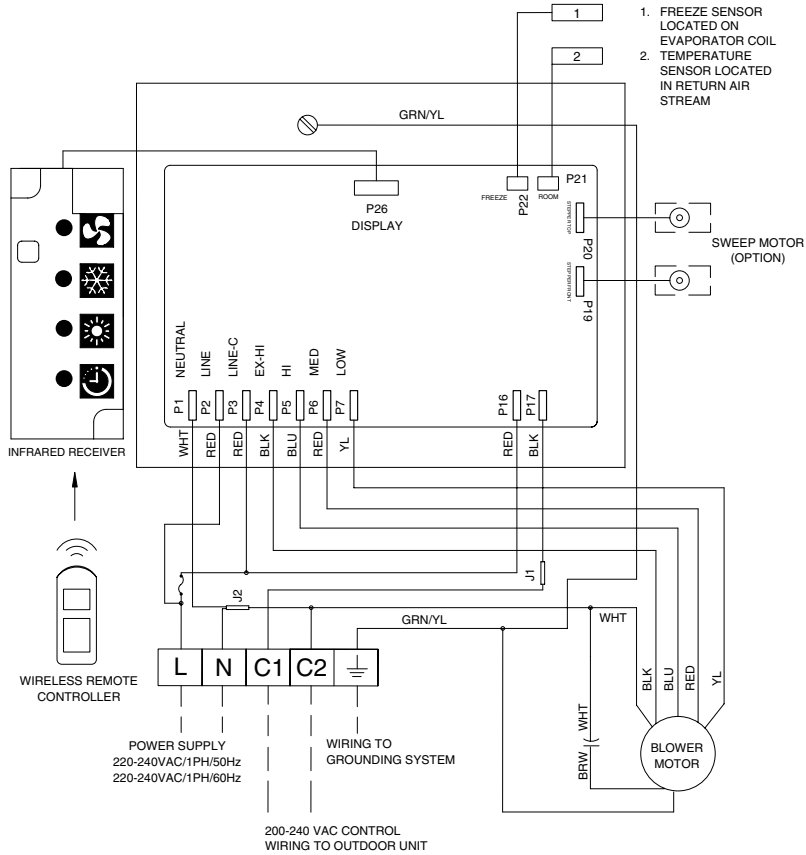 1
2
1. FREEZE SENSOR
LOCATED ON
EVAPORATOR COIL
2. TEMPERATURE
SENSOR LOCATED
IN RETURN AIR
STREAM
GRN/YL
P26
DISPLAY
FREEZE
P22
ROOM
P21
STEPPER TOP
P20
STEPPER FRONT
P19
SWEEP MOTOR
(OPTION)
NEUTRAL
LINE
LINE-C
EX-HI
HI
MED
LOW
P1
P2
P3
P4
P5
P6
P7
P16
P17
WHT
RED
RED
BLK
BLU
RED
YL
RED
BLK
INFRARED RECEIVER
J1
J2
GRN/YL
WHT
L
N
C1
C2
WIRELESS REMOTE
CONTROLLER
BLK
BLU
RED
YL
WHT
BRW
BLOWER
MOTOR
POWER SUPPLY
220-240VAC/1PH/50Hz
220-240VAC/1PH/60Hz
WIRING TO
GROUNDING SYSTEM
200-240 VAC CONTROL
WIRING TO OUTDOOR UNIT